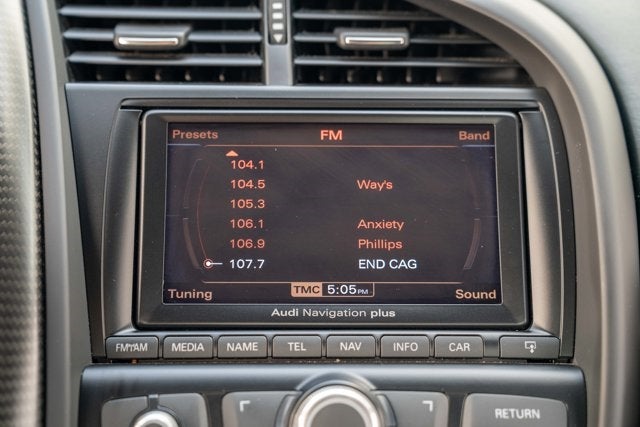 Presets FM Band
104.1
104.5 Way's
105.3
106.1 Anxiety
106.9 Phillips
107.7 END CAG
Tuning TMC 5:05PM Sound
Audi Navigation plus
FM/AM MEDIA NAME TEL NAV INFO CAR
RETURN